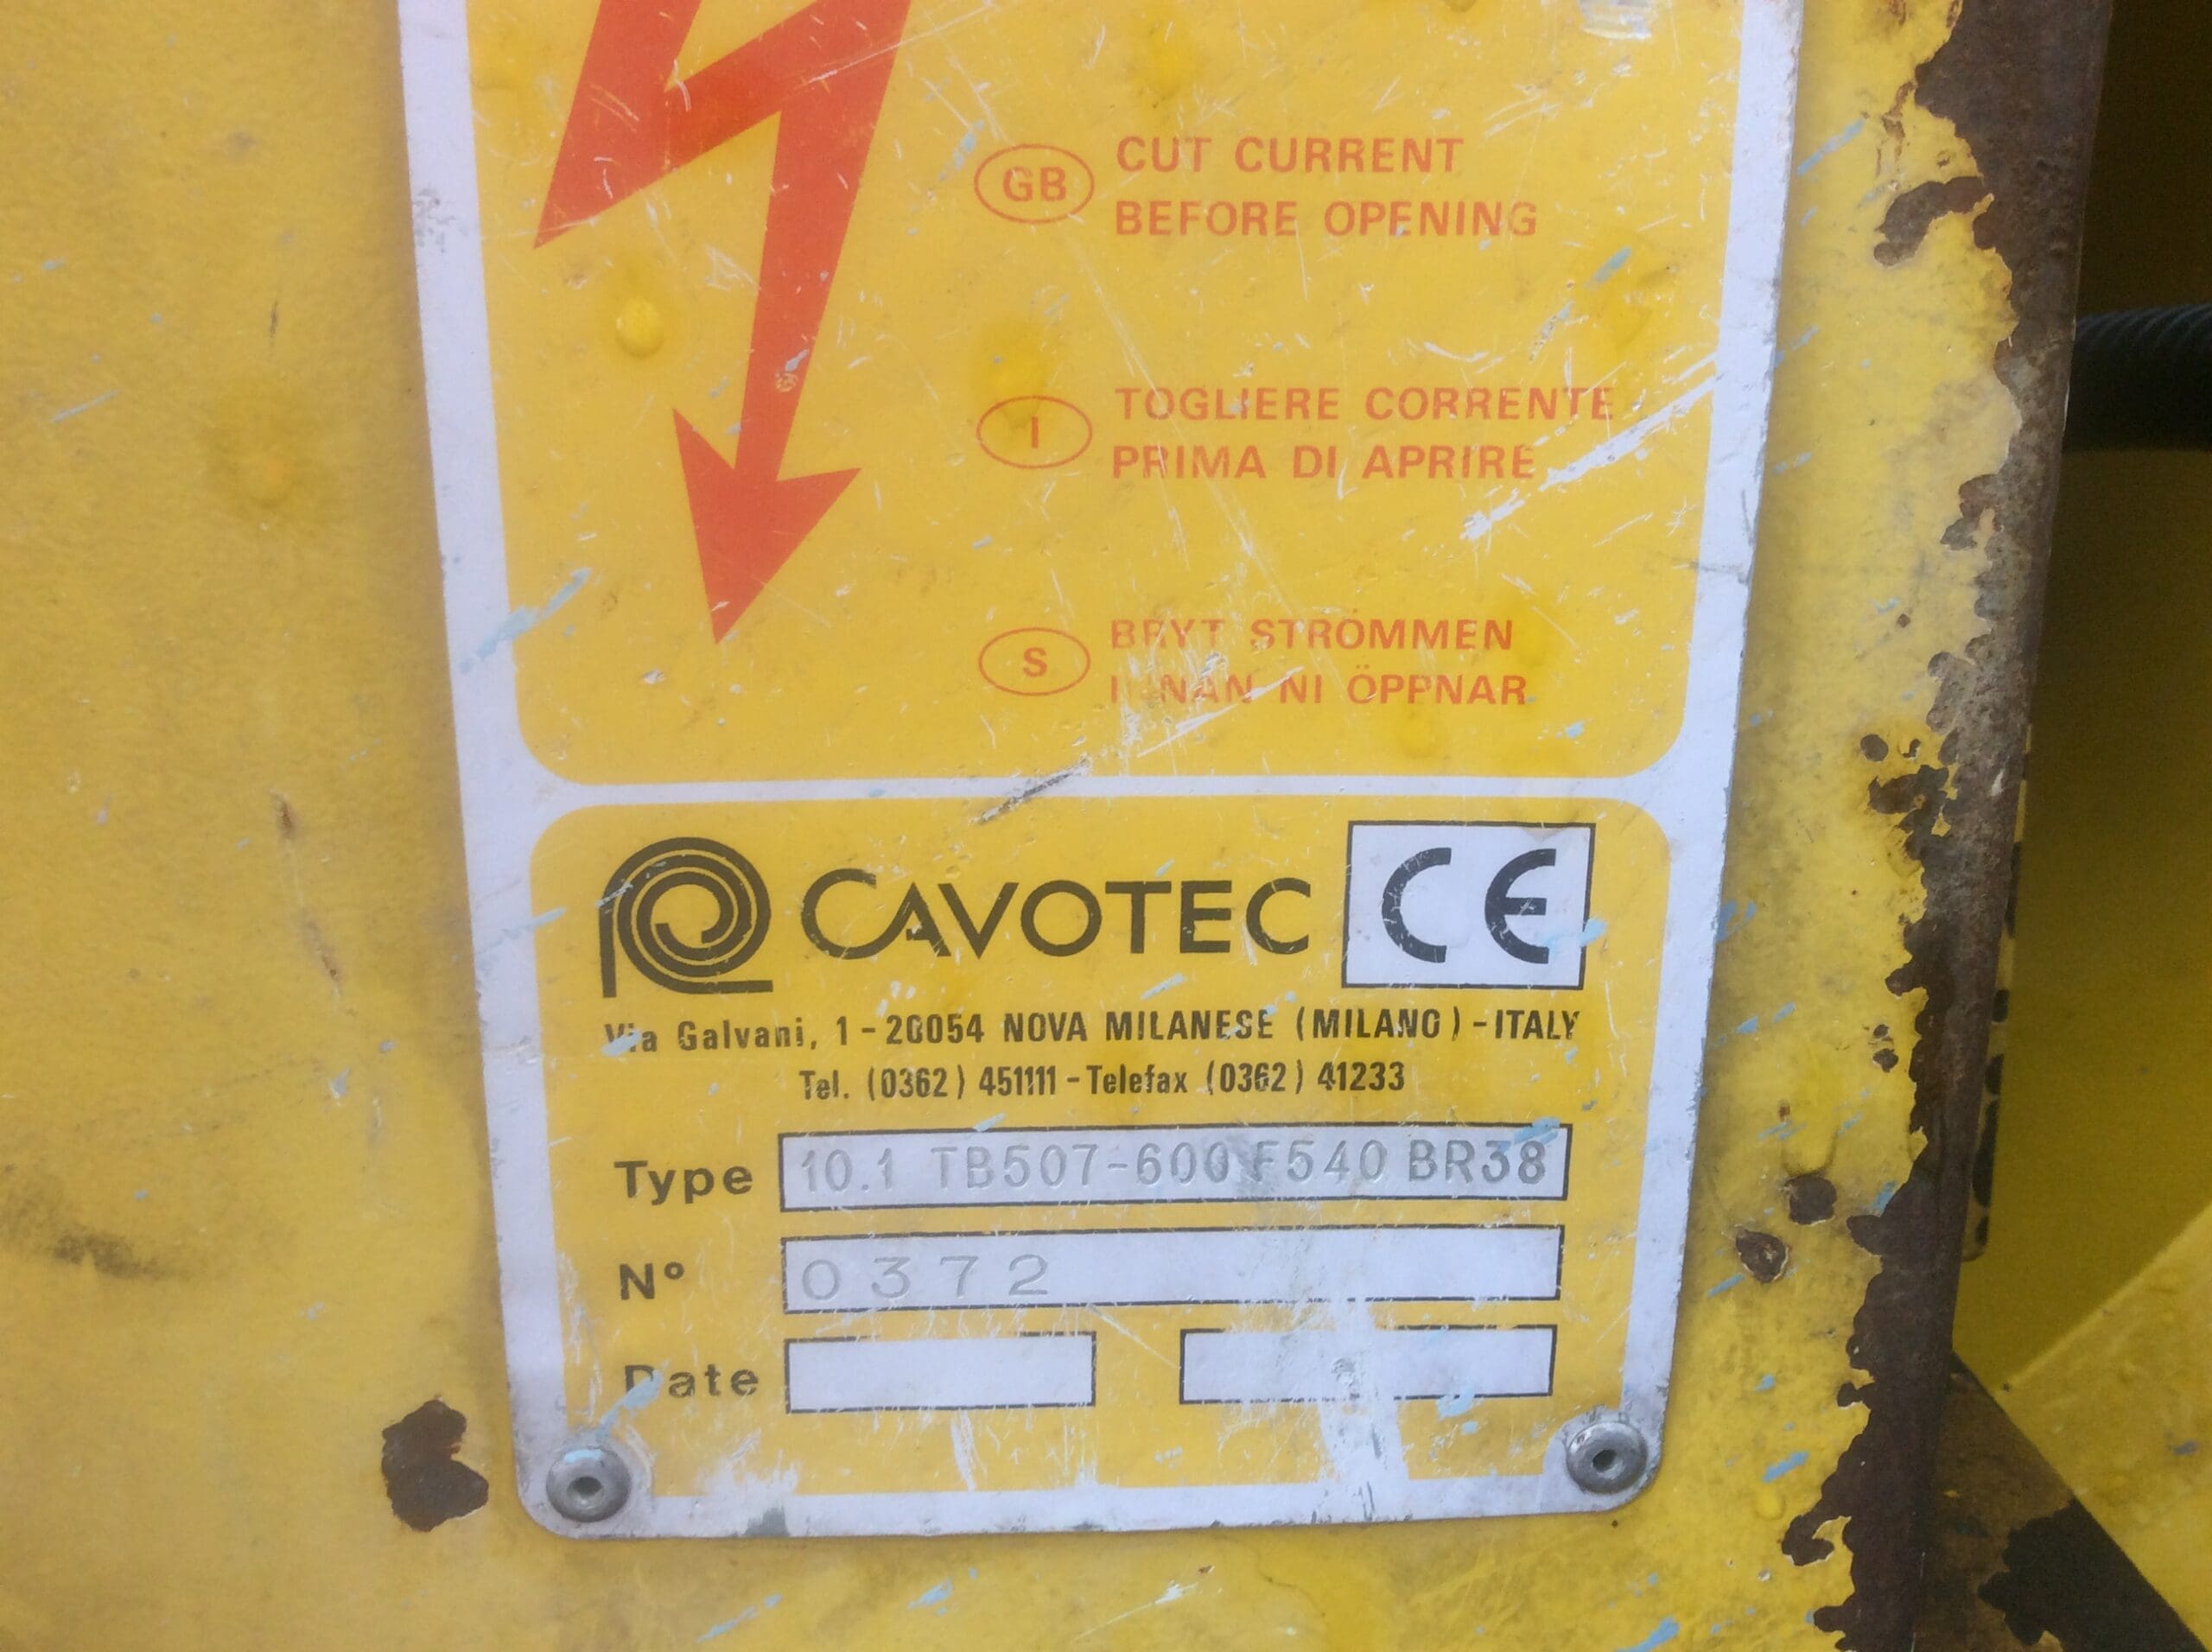 GB CUT CURRENT
BEFORE OPENING
I TOGLIERE CORRENTE
PRIMA DI APRIRE
S BRYT STRÖMMEN
INNAN NI ÖPPNAR
CAVOTEC CE
Via Galvani, 1 - 20054 NOVA MILANESE (MILANO) - ITALY
Tel. (0362) 451111 - Telefax (0362) 41233
Type 10.1 TB507-600 F540 BR38
N° 0372
Date